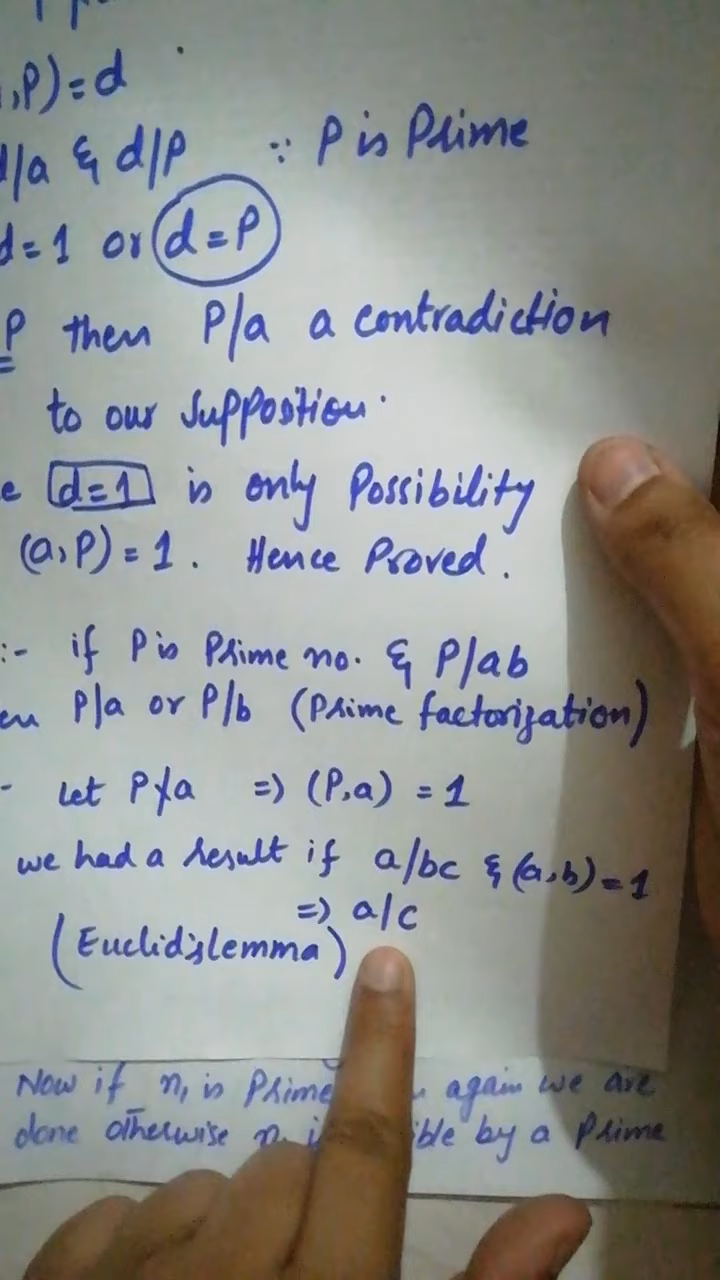 ,P)=d
d/a & d/P ∵ P is Prime
d=1 or d=P
P then P/a a contradiction
to our Suppostion.
e d=1 is only Possibility
(a,P)=1. Hence Proved.
:- if P is Prime no. & P/ab
en P/a or P/b (Prime factorization)
- Let P∤a => (P,a) = 1
we had a result if a/bc & (a,b)=1
=> a/c
(Euclid's lemma)
Now if n₁ is Prime again we are
done otherwise by a Prime